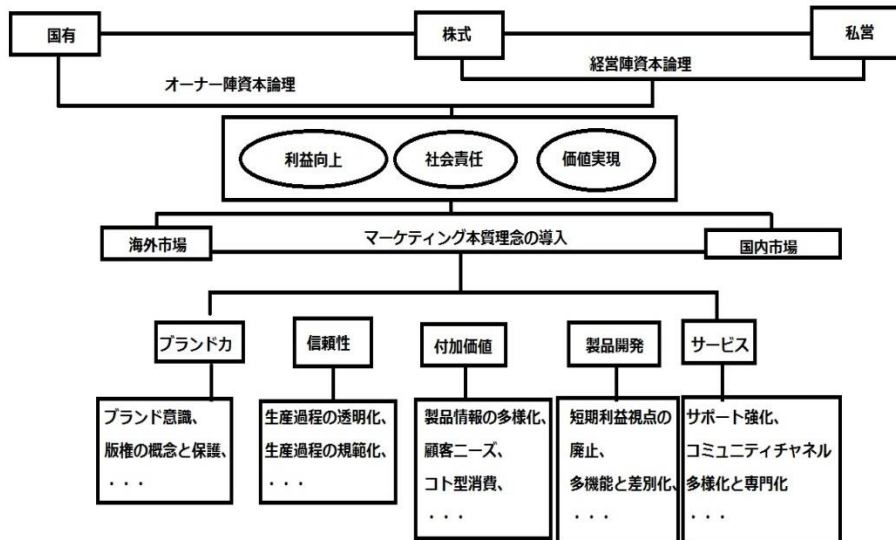 国有
株式
私営
オーナー陣資本論理
経営陣資本論理
利益向上
社会責任
価値実現
海外市場
マーケティング本質理念の導入
国内市場
ブランド力
信頼性
付加価値
製品開発
サービス
ブランド意識、
版権の概念と保護、
・・・
生産過程の透明化、
生産過程の規範化、
・・・
製品情報の多様化、
顧客ニーズ、
コト型消費、
・・・
短期利益視点の
廃止、
多機能と差別化、
・・・
サポート強化、
コミュニティチャネル
多様化と専門化
・・・